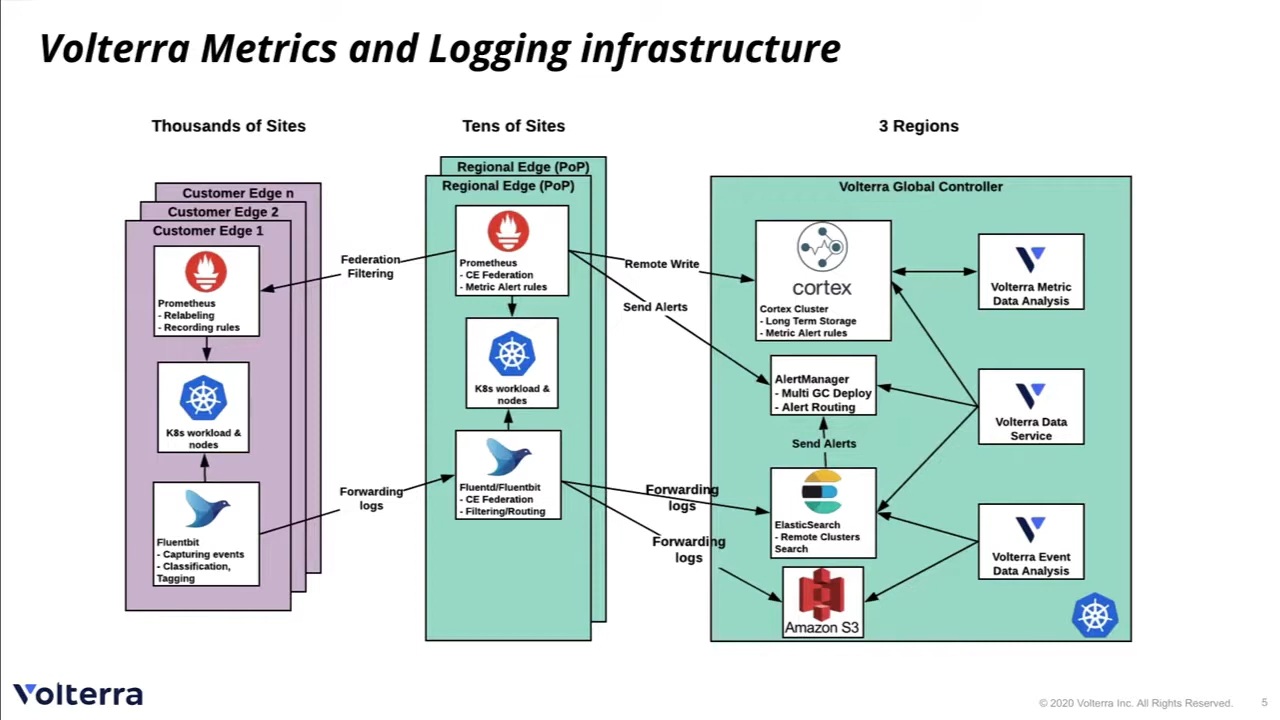 Volterra Metrics and Logging infrastructure
Thousands of Sites
Tens of Sites
3 Regions
Customer Edge n
Customer Edge 2
Customer Edge 1
Prometheus
- Relabeling
- Recording rules
K8s workload &
nodes
Fluentbit
- Capturing events
- Classification,
Tagging
Federation
Filtering
Forwarding
logs
Regional Edge (PoP)
Regional Edge (PoP)
Prometheus
- CE Federation
- Metric Alert rules
K8s workload &
nodes
Fluentd/Fluentbit
- CE Federation
- Filtering/Routing
Remote Write
Send Alerts
Forwarding
logs
Forwarding
logs
Volterra Global Controller
cortex
Cortex Cluster
- Long Term Storage
- Metric Alert rules
AlertManager
- Multi GC Deploy
- Alert Routing
Send Alerts
ElasticSearch
- Remote Clusters
Search
Amazon S3
Volterra Metric
Data Analysis
Volterra Data
Service
Volterra Event
Data Analysis
Volterra
© 2020 Volterra Inc. All Rights Reserved.
5